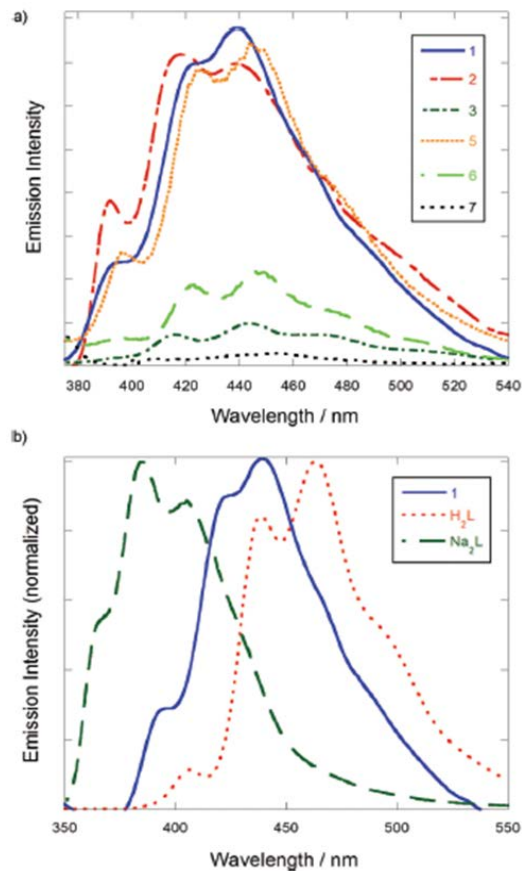 a)
Emission Intensity
1
2
3
5
6
7
380 400 420 440 460 480 500 520 540
Wavelength / nm
b)
Emission Intensity (normalized)
1
H₂L
Na₂L
350 400 450 500 550
Wavelength / nm